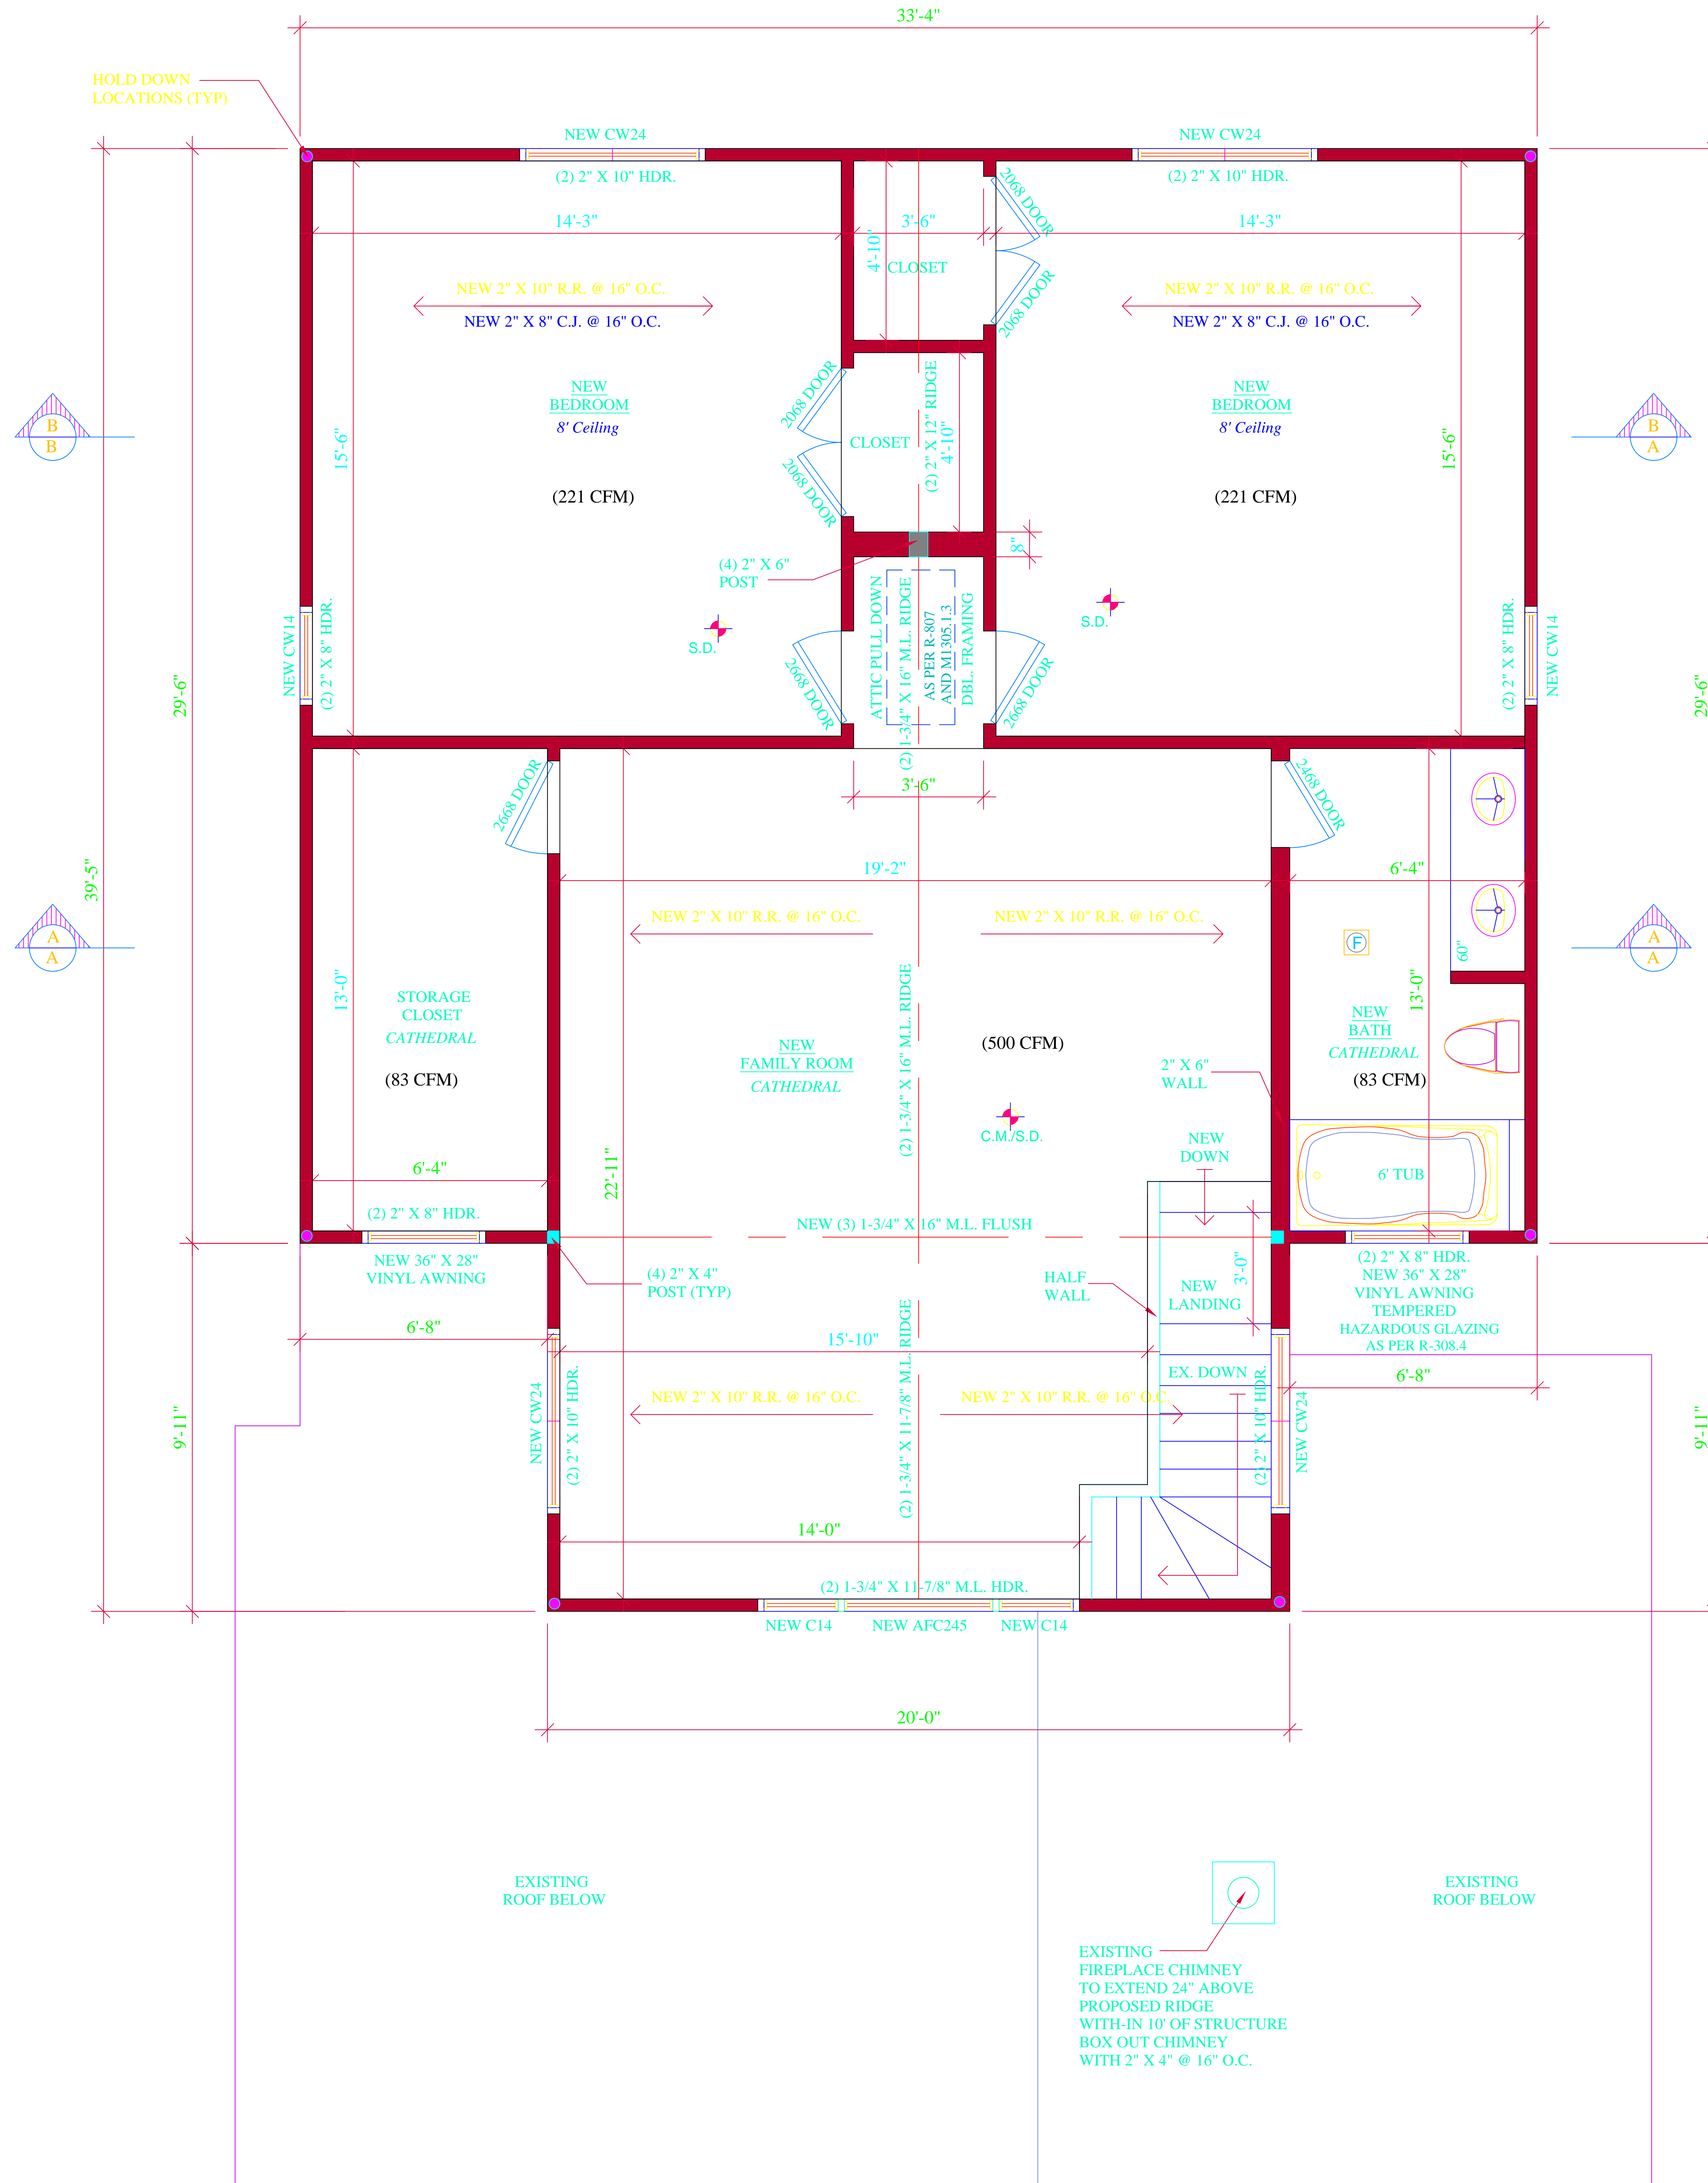 33'-4"
HOLD DOWN
LOCATIONS (TYP)
NEW CW24
NEW CW24
(2) 2" X 10" HDR.
(2) 2" X 10" HDR.
2068 DOOR
14'-3"
3'-6"
14'-3"
4'-10"
CLOSET
2068 DOOR
NEW 2" X 10" R.R. @ 16" O.C.
NEW 2" X 8" C.J. @ 16" O.C.
NEW 2" X 10" R.R. @ 16" O.C.
NEW 2" X 8" C.J. @ 16" O.C.
B
B
B
A
NEW
BEDROOM
8' Ceiling
2068 DOOR
(2) 2" X 12" RIDGE
4'-10"
NEW
BEDROOM
8' Ceiling
15'-6"
CLOSET
15'-6"
2068 DOOR
(221 CFM)
(221 CFM)
8"
(4) 2" X 6"
POST
ATTIC PULL DOWN
(2) 1-3/4" X 16" M.L. RIDGE
AS PER R-807
AND M1305.1.3
DBL. FRAMING
S.D.
S.D.
NEW CW14
(2) 2" X 8" HDR.
(2) 2" X 8" HDR.
NEW CW14
2668 DOOR
2668 DOOR
29'-6"
29'-6"
3'-6"
2668 DOOR
2468 DOOR
39'-5"
19'-2"
6'-4"
NEW 2" X 10" R.R. @ 16" O.C.
NEW 2" X 10" R.R. @ 16" O.C.
A
A
A
A
F
60"
13'-0"
13'-0"
STORAGE
CLOSET
CATHEDRAL
(83 CFM)
NEW
FAMILY ROOM
CATHEDRAL
(2) 1-3/4" X 16" M.L. RIDGE
(500 CFM)
NEW
BATH
CATHEDRAL
(83 CFM)
2" X 6"
WALL
C.M./S.D.
NEW
DOWN
6'-4"
22'-11"
6' TUB
(2) 2" X 8" HDR.
NEW (3) 1-3/4" X 16" M.L. FLUSH
NEW 36" X 28"
VINYL AWNING
(4) 2" X 4"
POST (TYP)
HALF
WALL
3'-0"
NEW
LANDING
(2) 2" X 8" HDR.
NEW 36" X 28"
VINYL AWNING
TEMPERED
HAZARDOUS GLAZING
AS PER R-308.4
6'-8"
15'-10"
EX. DOWN
6'-8"
NEW 2" X 10" R.R. @ 16" O.C.
NEW 2" X 10" R.R. @ 16" O.C.
(2) 1-3/4" X 11-7/8" M.L. RIDGE
9'-11"
NEW CW24
(2) 2" X 10" HDR.
(2) 2" X 10" HDR.
NEW CW24
9'-11"
14'-0"
(2) 1-3/4" X 11-7/8" M.L. HDR.
NEW C14
NEW AFC245
NEW C14
20'-0"
EXISTING
ROOF BELOW
EXISTING
ROOF BELOW
EXISTING
FIREPLACE CHIMNEY
TO EXTEND 24" ABOVE
PROPOSED RIDGE
WITH-IN 10' OF STRUCTURE
BOX OUT CHIMNEY
WITH 2" X 4" @ 16" O.C.